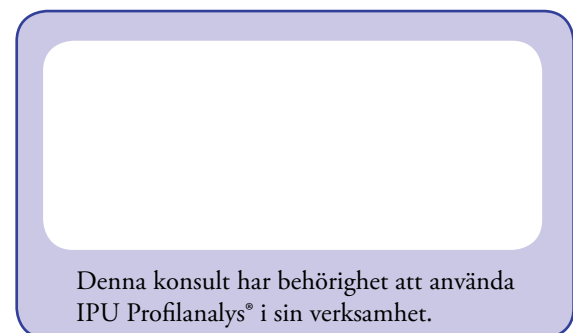 Denna konsult har behörighet att använda
IPU Profilanalys® i sin verksamhet.